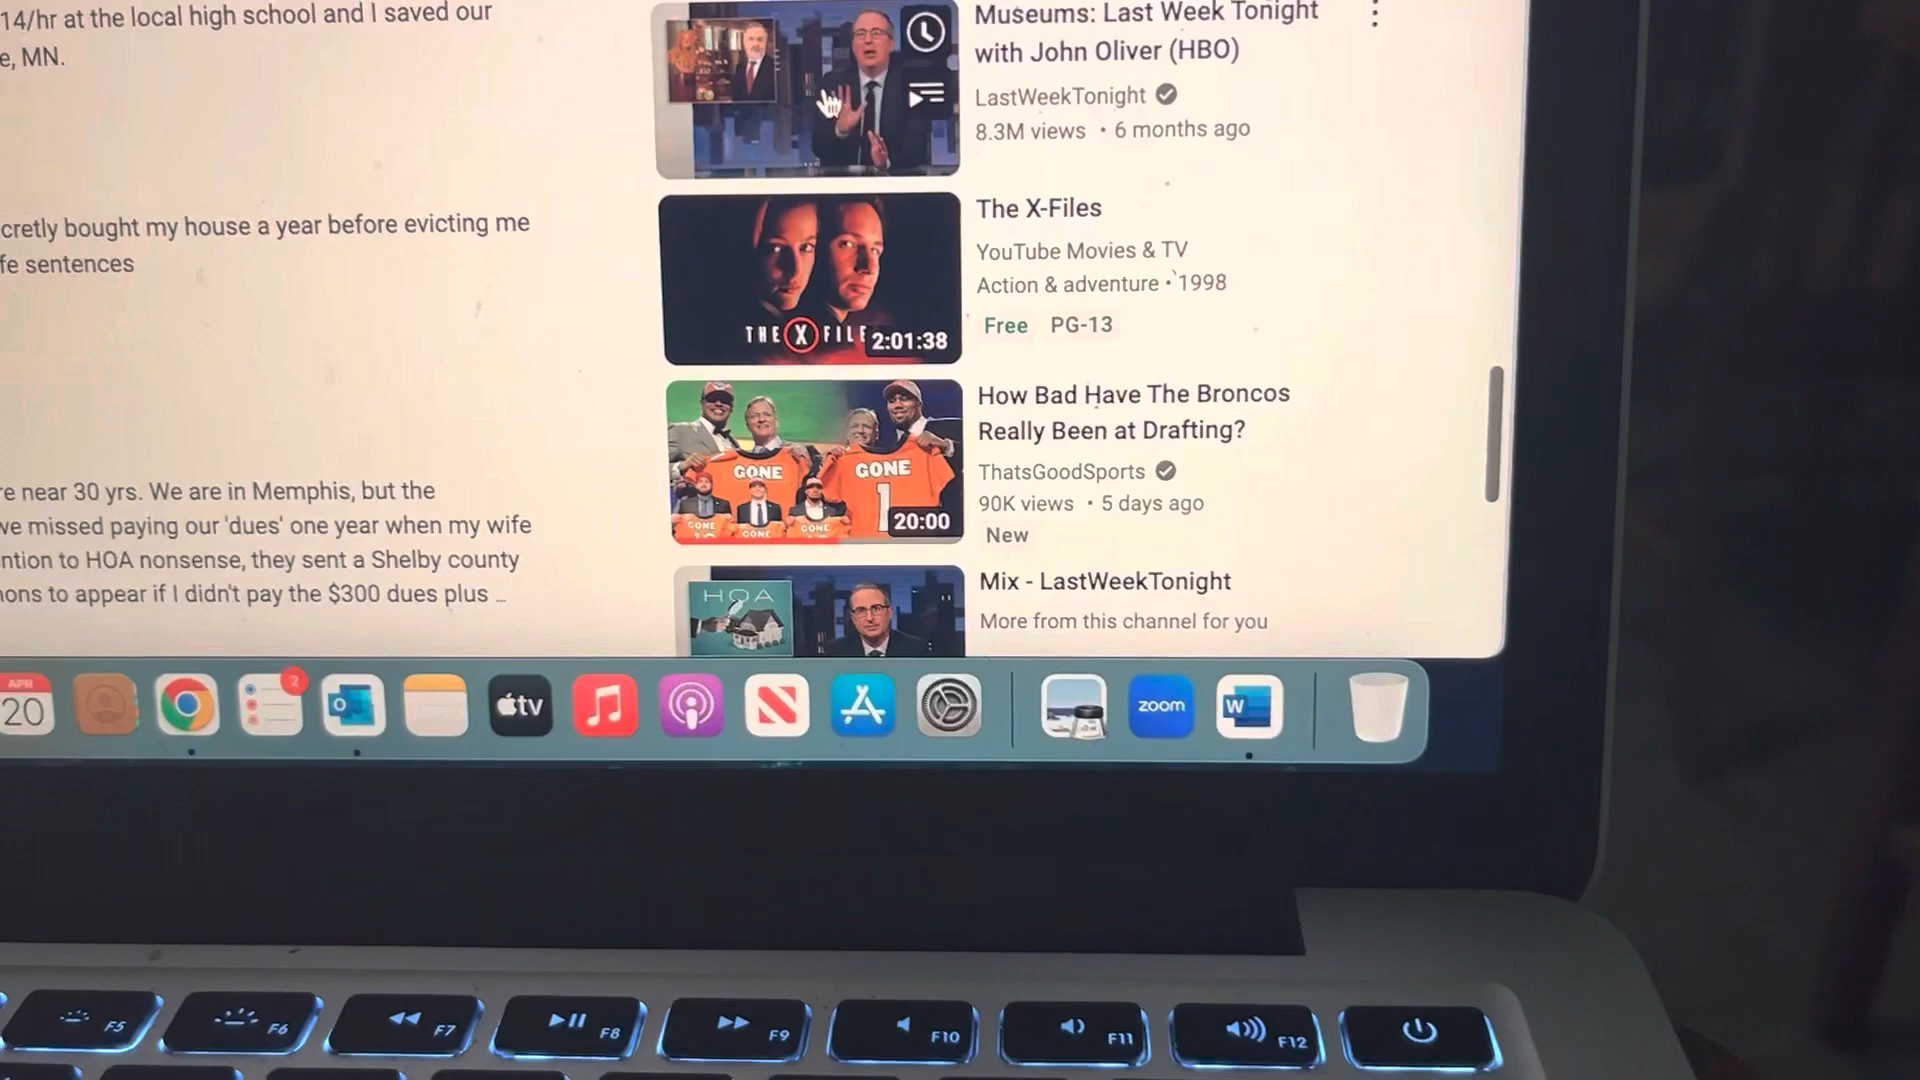 14/hr at the local high school and I saved our
e, MN.
cretly bought my house a year before evicting me
fe sentences
e near 30 yrs. We are in Memphis, but the
ve missed paying our 'dues' one year when my wife
ntion to HOA nonsense, they sent a Shelby county
ons to appear if I didn't pay the $300 dues plus ...
Museums: Last Week Tonight
with John Oliver (HBO)
LastWeekTonight
8.3M views • 6 months ago
THE X FILE
2:01:38
The X-Files
YouTube Movies & TV
Action & adventure • 1998
Free PG-13
GONE GONE
1
GONE GONE GONE
20:00
How Bad Have The Broncos
Really Been at Drafting?
ThatsGoodSports
90K views • 5 days ago
New
HOA
Mix - LastWeekTonight
More from this channel for you
APR
20
2
O
tv
zoom
W
F5 F6 F7 F8 F9 F10 F11 F12